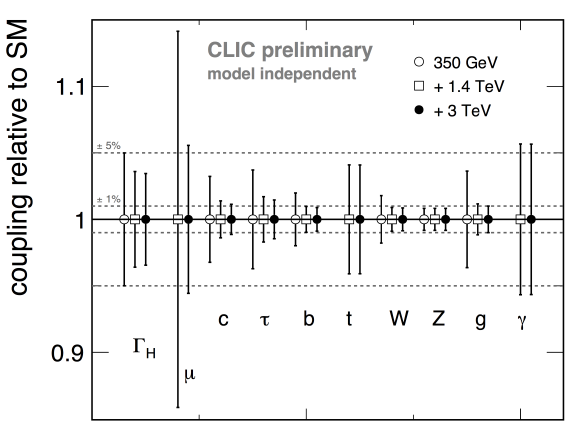 coupling relative to SM
CLIC preliminary
model independent
350 GeV
+ 1.4 TeV
+ 3 TeV
1.1
± 5%
± 1%
1
0.9
Γ_H
μ
c
τ
b
t
W
Z
g
γ